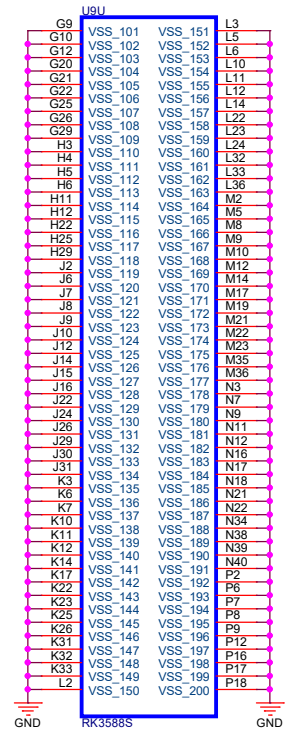 U9U
G9 VSS_101 VSS_151 L3
G10 VSS_102 VSS_152 L5
G12 VSS_103 VSS_153 L6
G20 VSS_104 VSS_154 L10
G21 VSS_105 VSS_155 L11
G22 VSS_106 VSS_156 L12
G25 VSS_107 VSS_157 L14
G26 VSS_108 VSS_158 L22
G29 VSS_109 VSS_159 L23
H3 VSS_110 VSS_160 L24
H4 VSS_111 VSS_161 L32
H5 VSS_112 VSS_162 L33
H6 VSS_113 VSS_163 L36
H11 VSS_114 VSS_164 M2
H12 VSS_115 VSS_165 M5
H22 VSS_116 VSS_166 M8
H25 VSS_117 VSS_167 M9
H29 VSS_118 VSS_168 M10
J2 VSS_119 VSS_169 M12
J6 VSS_120 VSS_170 M14
J7 VSS_121 VSS_171 M17
J8 VSS_122 VSS_172 M19
J9 VSS_123 VSS_173 M21
J10 VSS_124 VSS_174 M22
J12 VSS_125 VSS_175 M23
J14 VSS_126 VSS_176 M35
J15 VSS_127 VSS_177 M36
J16 VSS_128 VSS_178 N3
J22 VSS_129 VSS_179 N7
J24 VSS_130 VSS_180 N9
J26 VSS_131 VSS_181 N11
J29 VSS_132 VSS_182 N12
J30 VSS_133 VSS_183 N16
J31 VSS_134 VSS_184 N17
K3 VSS_135 VSS_185 N18
K6 VSS_136 VSS_186 N21
K7 VSS_137 VSS_187 N22
K10 VSS_138 VSS_188 N34
K11 VSS_139 VSS_189 N38
K12 VSS_140 VSS_190 N39
K14 VSS_141 VSS_191 N40
K17 VSS_142 VSS_192 P2
K22 VSS_143 VSS_193 P6
K23 VSS_144 VSS_194 P7
K25 VSS_145 VSS_195 P8
K26 VSS_146 VSS_196 P9
K31 VSS_147 VSS_197 P12
K32 VSS_148 VSS_198 P16
K33 VSS_149 VSS_199 P17
L2 VSS_150 VSS_200 P18
GND RK3588S GND